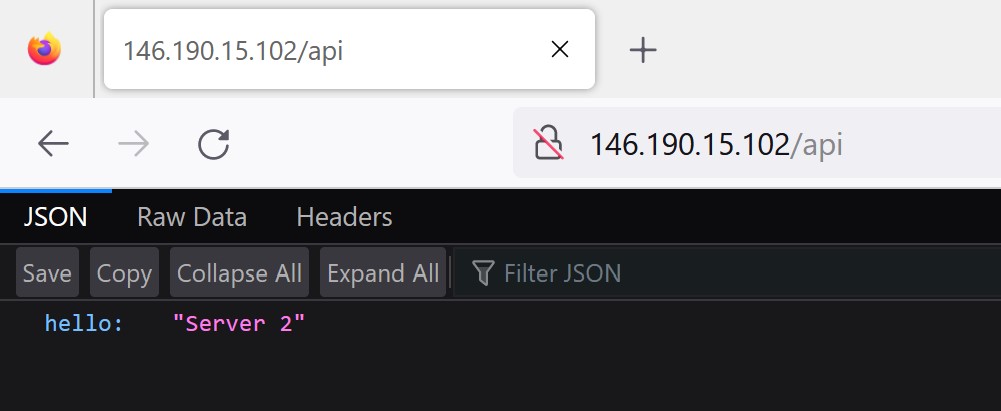 146.190.15.102/api
146.190.15.102/api
JSON Raw Data Headers
Save Copy Collapse All Expand All Filter JSON
hello: "Server 2"